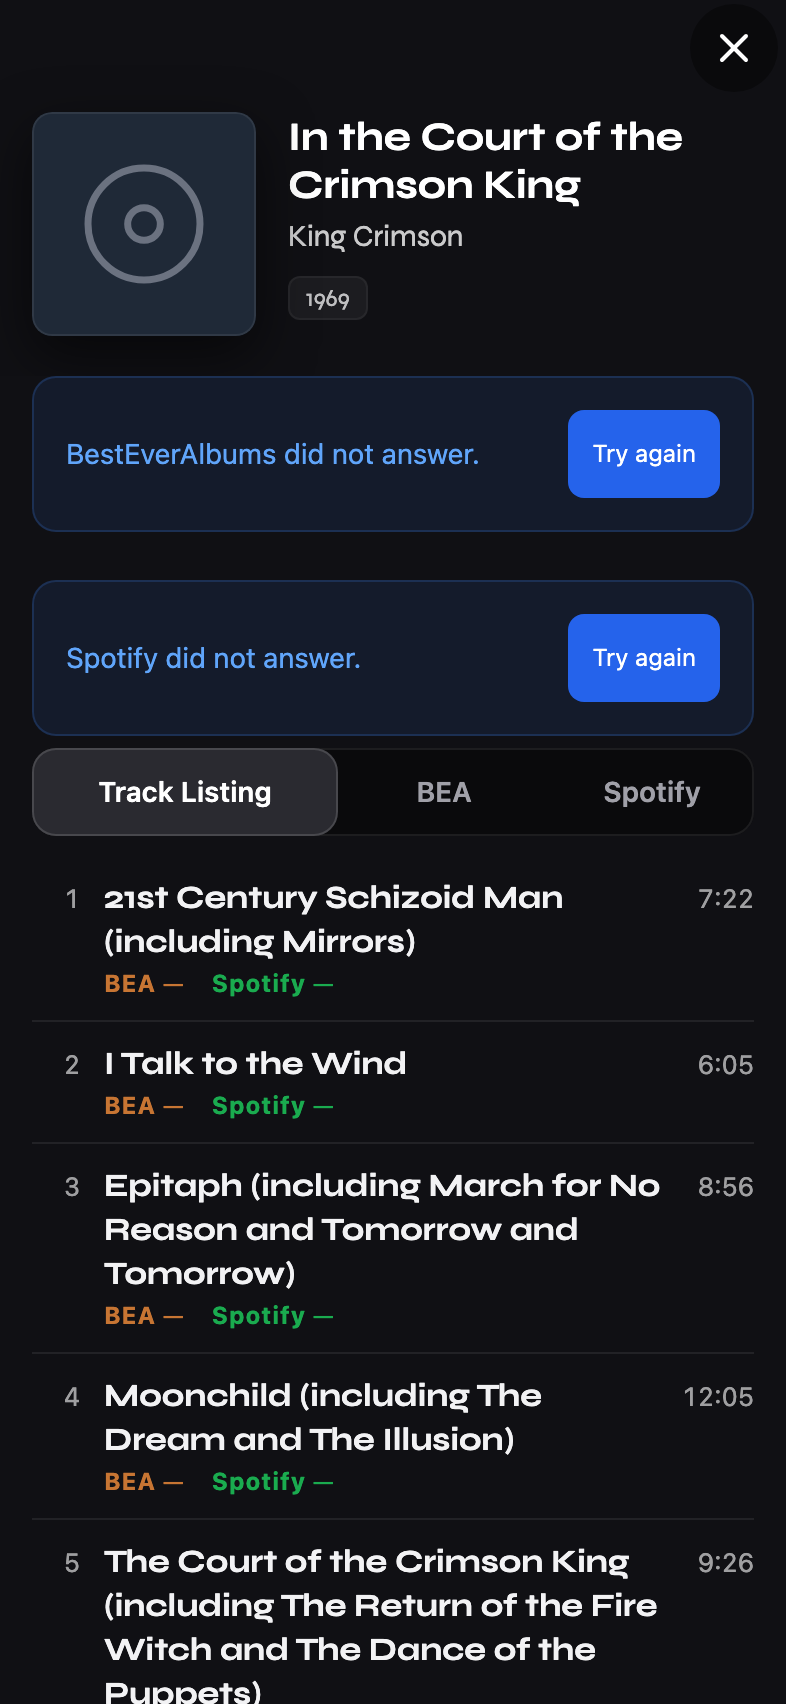 In the Court of the
Crimson King
King Crimson
1969
BestEverAlbums did not answer.
Try again
Spotify did not answer.
Try again
Track Listing
BEA
Spotify
1 21st Century Schizoid Man 7:22
(including Mirrors)
BEA — Spotify —
2 I Talk to the Wind 6:05
BEA — Spotify —
3 Epitaph (including March for No 8:56
Reason and Tomorrow and
Tomorrow)
BEA — Spotify —
4 Moonchild (including The 12:05
Dream and The Illusion)
BEA — Spotify —
5 The Court of the Crimson King 9:26
(including The Return of the Fire
Witch and The Dance of the
Puppets)